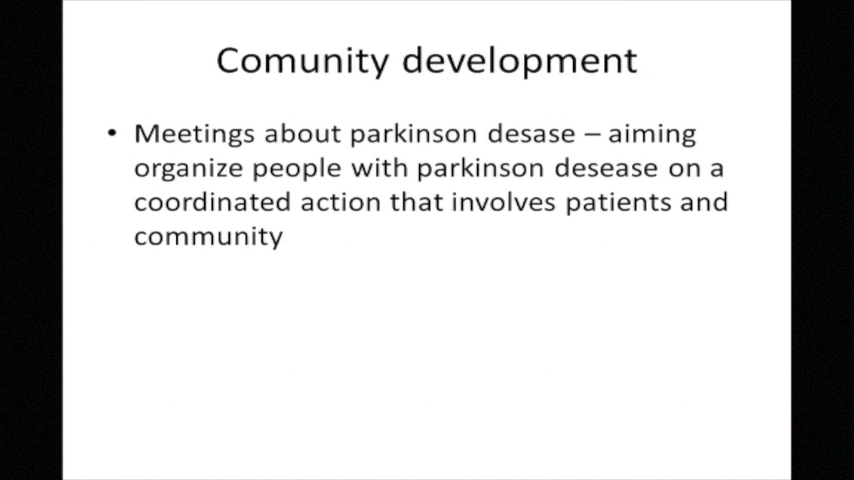 Comunity development
• Meetings about parkinson desase – aiming
organize people with parkinson desease on a
coordinated action that involves patients and
community